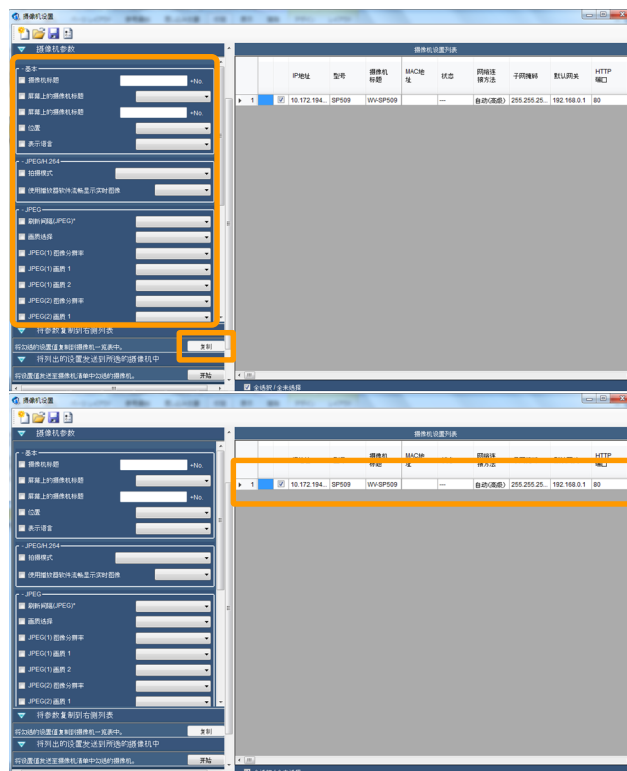 摄像机设置
摄像机参数
摄像机设置列表
- 基本
摄像机标题 +No.
屏幕上的摄像机标题
屏幕上的摄像机标题 +No.
位置
表示语言
- JPEG/H.264
拍摄模式
使用播放器软件流畅显示实时图像
- JPEG
刷新间隔(JPEG)*
画质选择
JPEG(1) 图像分辨率
JPEG(1) 画质 1
JPEG(1) 画质 2
JPEG(2) 图像分辨率
JPEG(2) 画质 1
将参数复制到右侧列表
将勾选的设置值复制到摄像机一览表中。 复制
将列出的设置发送到所选的摄像机中
将设置值发送至摄像机清单中勾选的摄像机。 开始
IP地址 型号 摄像机标题 MAC地址 状态 网络连接方法 子网掩码 默认网关 HTTP端口
1 10.172.194... SP509 WV-SP509 — 自动(高级) 255.255.25... 192.168.0.1 80
全选择 / 全未选择
摄像机设置
摄像机参数
摄像机设置列表
- 基本
摄像机标题 +No.
屏幕上的摄像机标题
屏幕上的摄像机标题 +No.
位置
表示语言
- JPEG/H.264
拍摄模式
使用播放器软件流畅显示实时图像
- JPEG
刷新间隔(JPEG)*
画质选择
JPEG(1) 图像分辨率
JPEG(1) 画质 1
JPEG(1) 画质 2
JPEG(2) 图像分辨率
JPEG(2) 画质 1
将参数复制到右侧列表
将勾选的设置值复制到摄像机一览表中。 复制
将列出的设置发送到所选的摄像机中
将设置值发送至摄像机清单中勾选的摄像机。 开始
1 10.172.194... SP509 WV-SP509 — 自动(高级) 255.255.25... 192.168.0.1 80